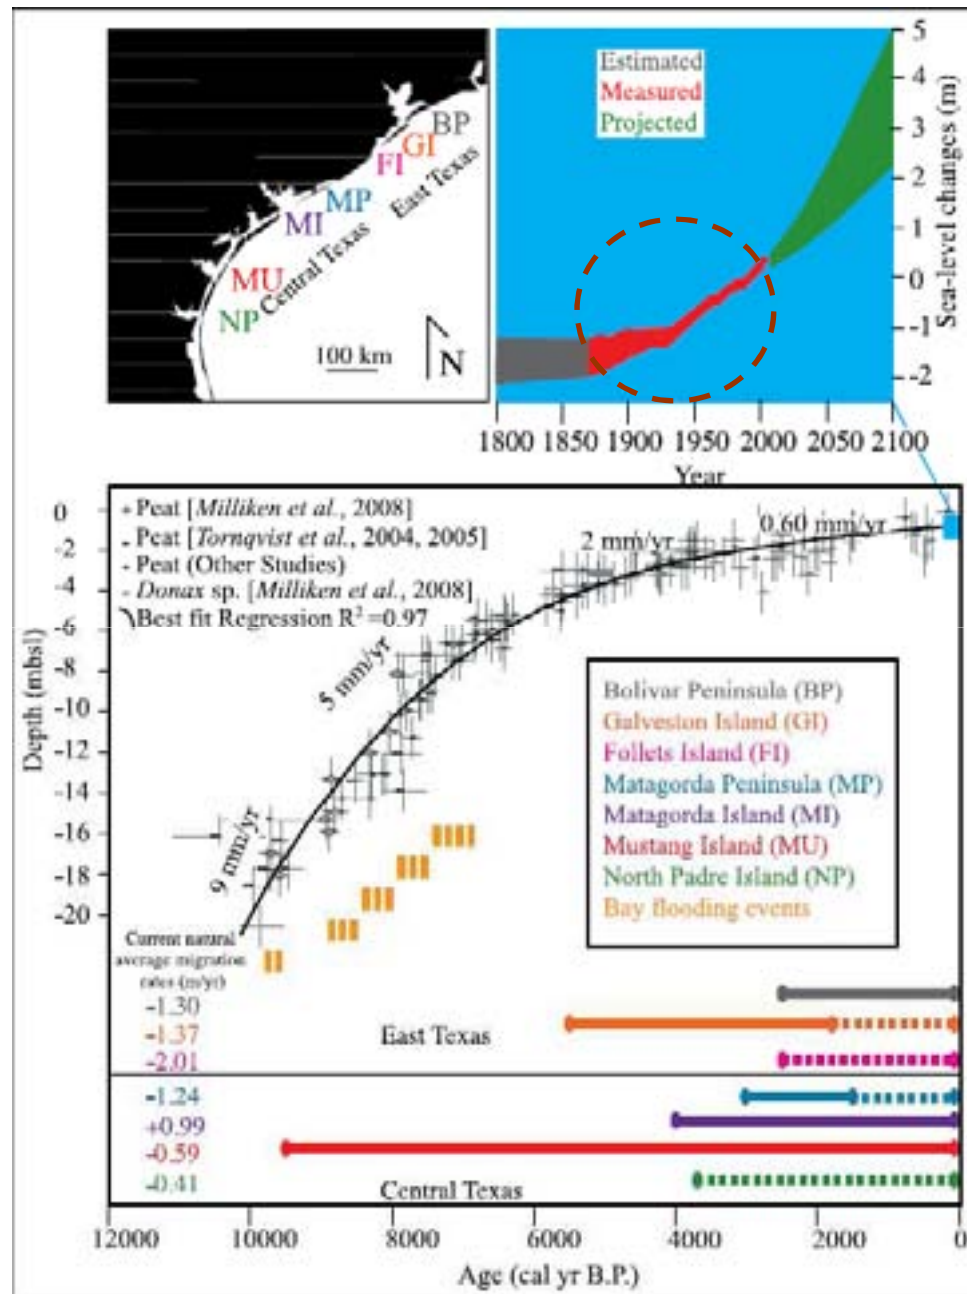 BP
GI
FI
MP
MI
MU
NP
East Texas
Central Texas
100 km
N
Estimated
Measured
Projected
5
4
3
2
1
0
-1
-2
Sea-level changes (m)
1800 1850 1900 1950 2000 2050 2100
Year
Peat [Milliken et al., 2008]
Peat [Tornqvist et al., 2004, 2005]
Peat (Other Studies)
Donax sp. [Milliken et al., 2008]
Best fit Regression R² =0.97
0
-2
-4
-6
-8
-10
-12
-14
-16
-18
-20
Depth (mbsl)
9 mm/yr
5 mm/yr
2 mm/yr
0.60 mm/yr
Bolivar Peninsula (BP)
Galveston Island (GI)
Follets Island (FI)
Matagorda Peninsula (MP)
Matagorda Island (MI)
Mustang Island (MU)
North Padre Island (NP)
Bay flooding events
Current natural
average migration
rates (m/yr)
-1.30
-1.37
-2.01
East Texas
-1.24
+0.99
-0.59
-0.41
Central Texas
12000 10000 8000 6000 4000 2000 0
Age (cal yr B.P.)